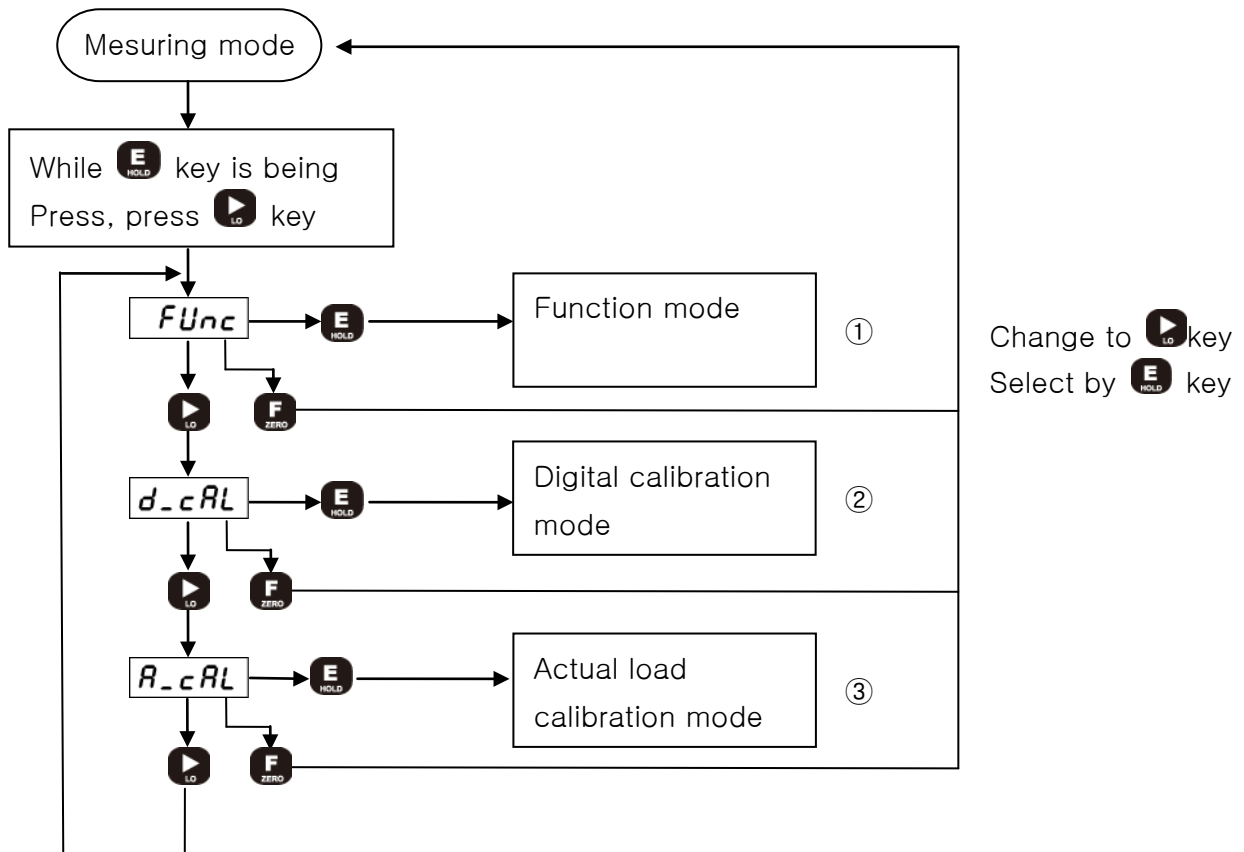 Mesuring mode
While E HOLD key is being
Press, press LO key
FUnc
E
HOLD
Function mode
①
Change to LO key
Select by E HOLD key
LO
F
ZERO
d_cAL
E
HOLD
Digital calibration
mode
②
LO
F
ZERO
A_cAL
E
HOLD
Actual load
calibration mode
③
LO
F
ZERO